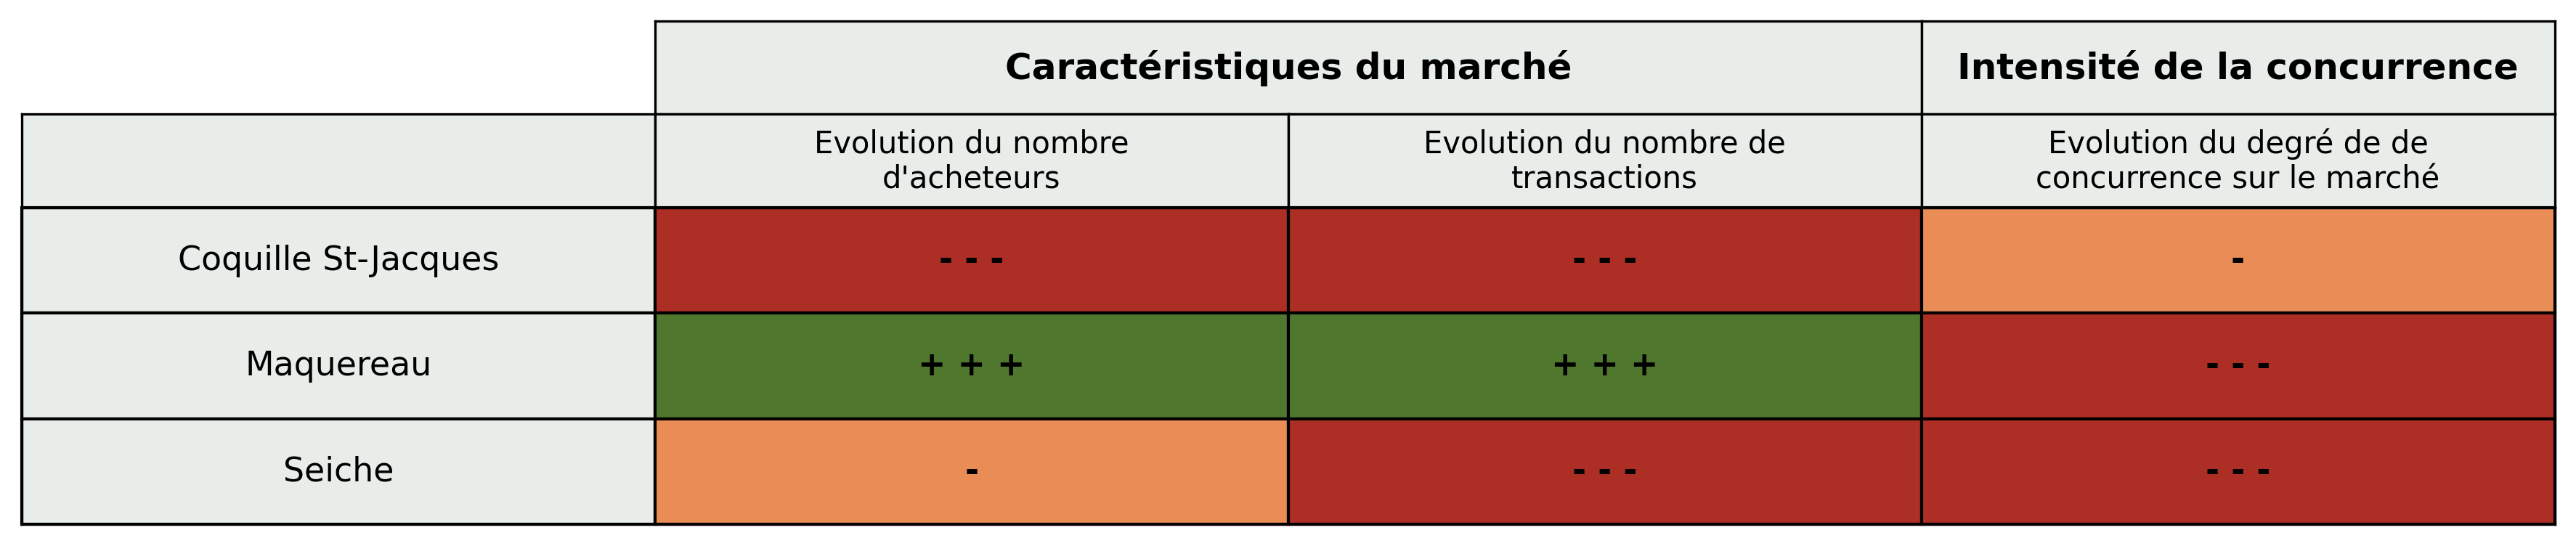 Caractéristiques du marché
Intensité de la concurrence
Evolution du nombre
d'acheteurs
Evolution du nombre de
transactions
Evolution du degré de de
concurrence sur le marché
Coquille St-Jacques
- - -
- - -
-
Maquereau
+ + +
+ + +
- - -
Seiche
-
- - -
- - -